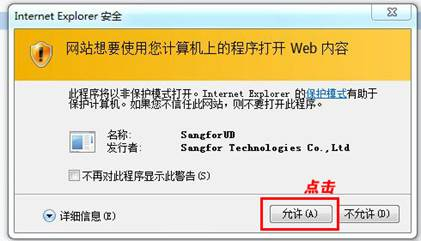 Internet Explorer 安全
网站想要使用您计算机上的程序打开 Web 内容
此程序将以非保护模式打开。Internet Explorer 的保护模式有助于
保护计算机。如果您不信任此网站，则不要打开此程序。
名称: SangforUD
发行者: Sangfor Technologies Co.,Ltd
不再对此程序显示此警告(S)
点击
详细信息(E)
允许(A)
不允许(D)